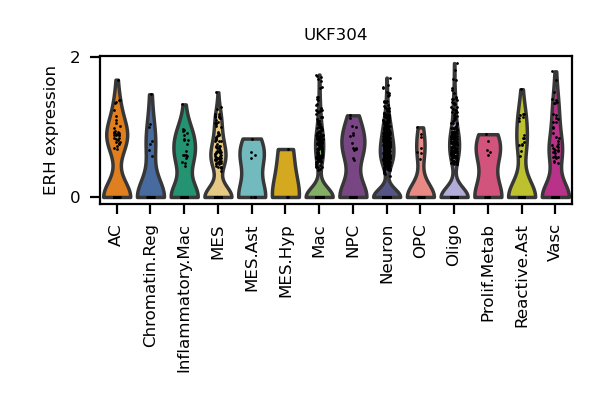 UKF304
ERH expression
2
0
AC
Chromatin.Reg
Inflammatory.Mac
MES
MES.Ast
MES.Hyp
Mac
NPC
Neuron
OPC
Oligo
Prolif.Metab
Reactive.Ast
Vasc